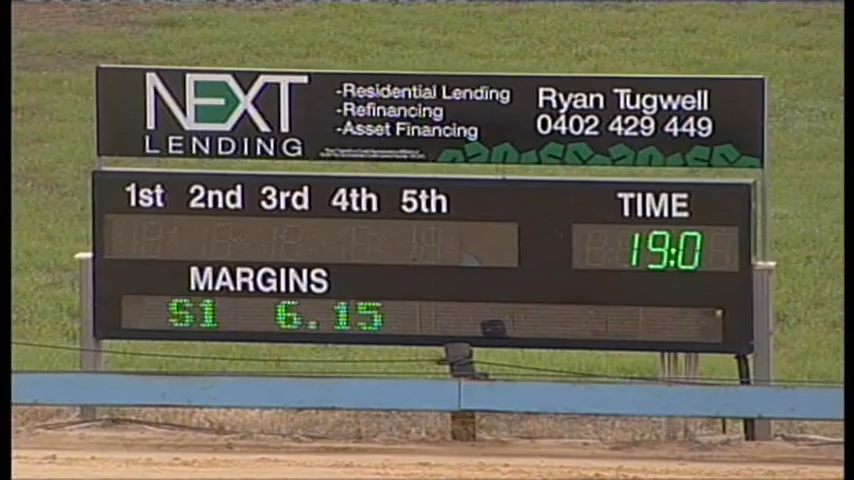 NEXT
LENDING
-Residential Lending
-Refinancing
-Asset Financing
Ryan Tugwell
0402 429 449
1st 2nd 3rd 4th 5th
TIME
19:0
MARGINS
S1 6.15